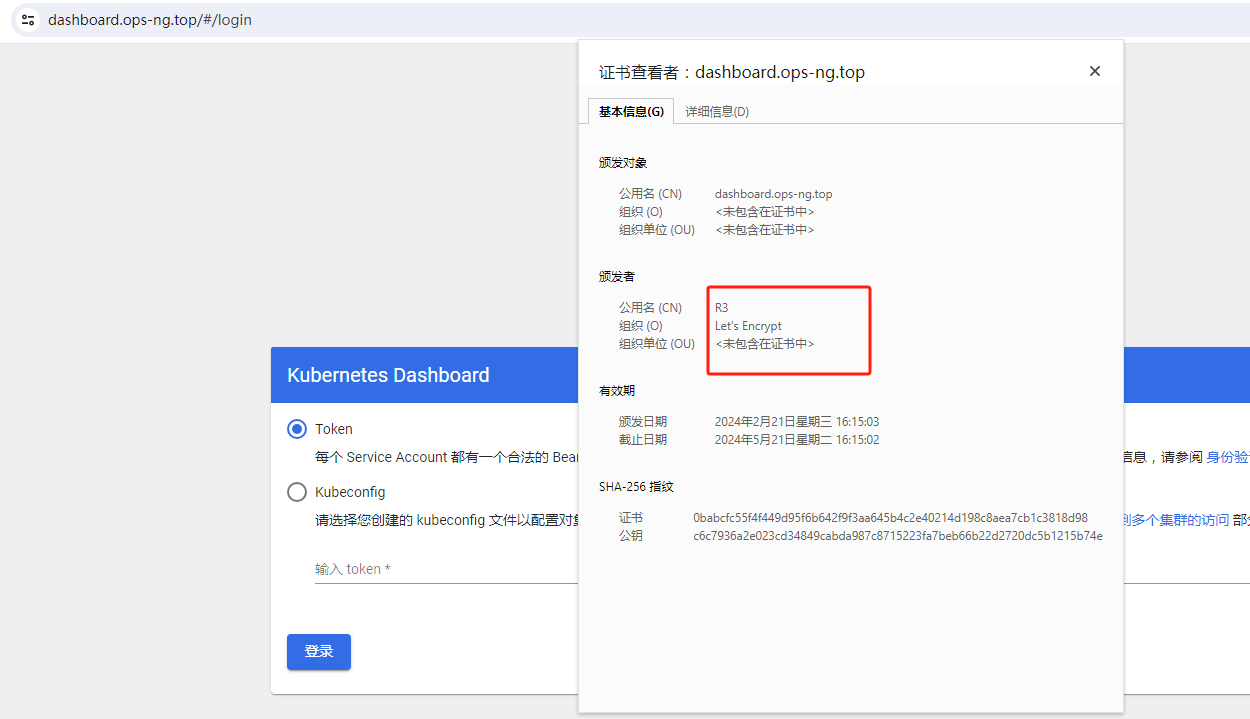 dashboard.ops-ng.top/#/login
证书查看者：dashboard.ops-ng.top
基本信息(G) 详细信息(D)
颁发对象
公用名 (CN) dashboard.ops-ng.top
组织 (O) <未包含在证书中>
组织单位 (OU) <未包含在证书中>
颁发者
公用名 (CN) R3
组织 (O) Let's Encrypt
组织单位 (OU) <未包含在证书中>
有效期
颁发日期 2024年2月21日星期三 16:15:03
截止日期 2024年5月21日星期二 16:15:02
SHA-256 指纹
证书 0babcfc55f4f449d95f6b642f9f3aa645b4c2e40214d198c8aea7cb1c3818d98
公钥 c6c7936a2e023cd34849cabda987c8715223fa7beb66b22d2720dc5b1215b74e
Kubernetes Dashboard
Token
每个 Service Account 都有一个合法的 Bear 信息，请参阅 身份验
Kubeconfig
请选择您创建的 kubeconfig 文件以配置对 到多个集群的访问 部
输入 token *
登录